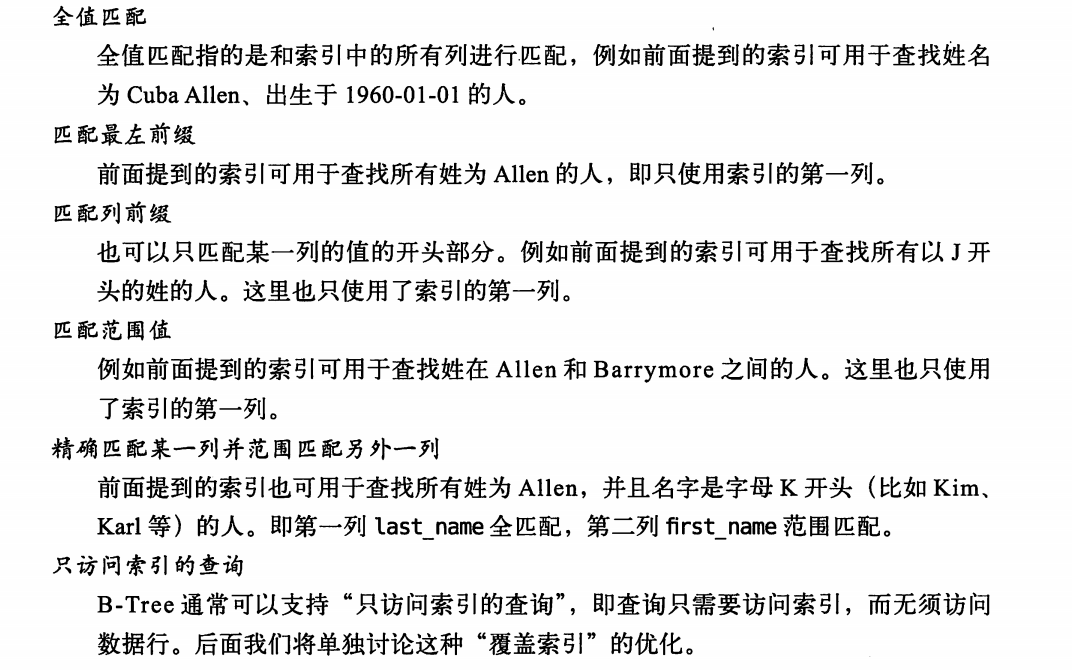 全值匹配
全值匹配指的是和索引中的所有列进行匹配，例如前面提到的索引可用于查找姓名
为 Cuba Allen、出生于 1960-01-01 的人。
匹配最左前缀
前面提到的索引可用于查找所有姓为 Allen 的人，即只使用索引的第一列。
匹配列前缀
也可以只匹配某一列的值的开头部分。例如前面提到的索引可用于查找所有以 J 开
头的姓的人。这里也只使用了索引的第一列。
匹配范围值
例如前面提到的索引可用于查找姓在 Allen 和 Barrymore 之间的人。这里也只使用
了索引的第一列。
精确匹配某一列并范围匹配另外一列
前面提到的索引也可用于查找所有姓为 Allen，并且名字是字母 K 开头（比如 Kim、
Karl 等）的人。即第一列 last_name 全匹配，第二列 first_name 范围匹配。
只访问索引的查询
B-Tree 通常可以支持“只访问索引的查询”，即查询只需要访问索引，而无须访问
数据行。后面我们将单独讨论这种“覆盖索引”的优化。